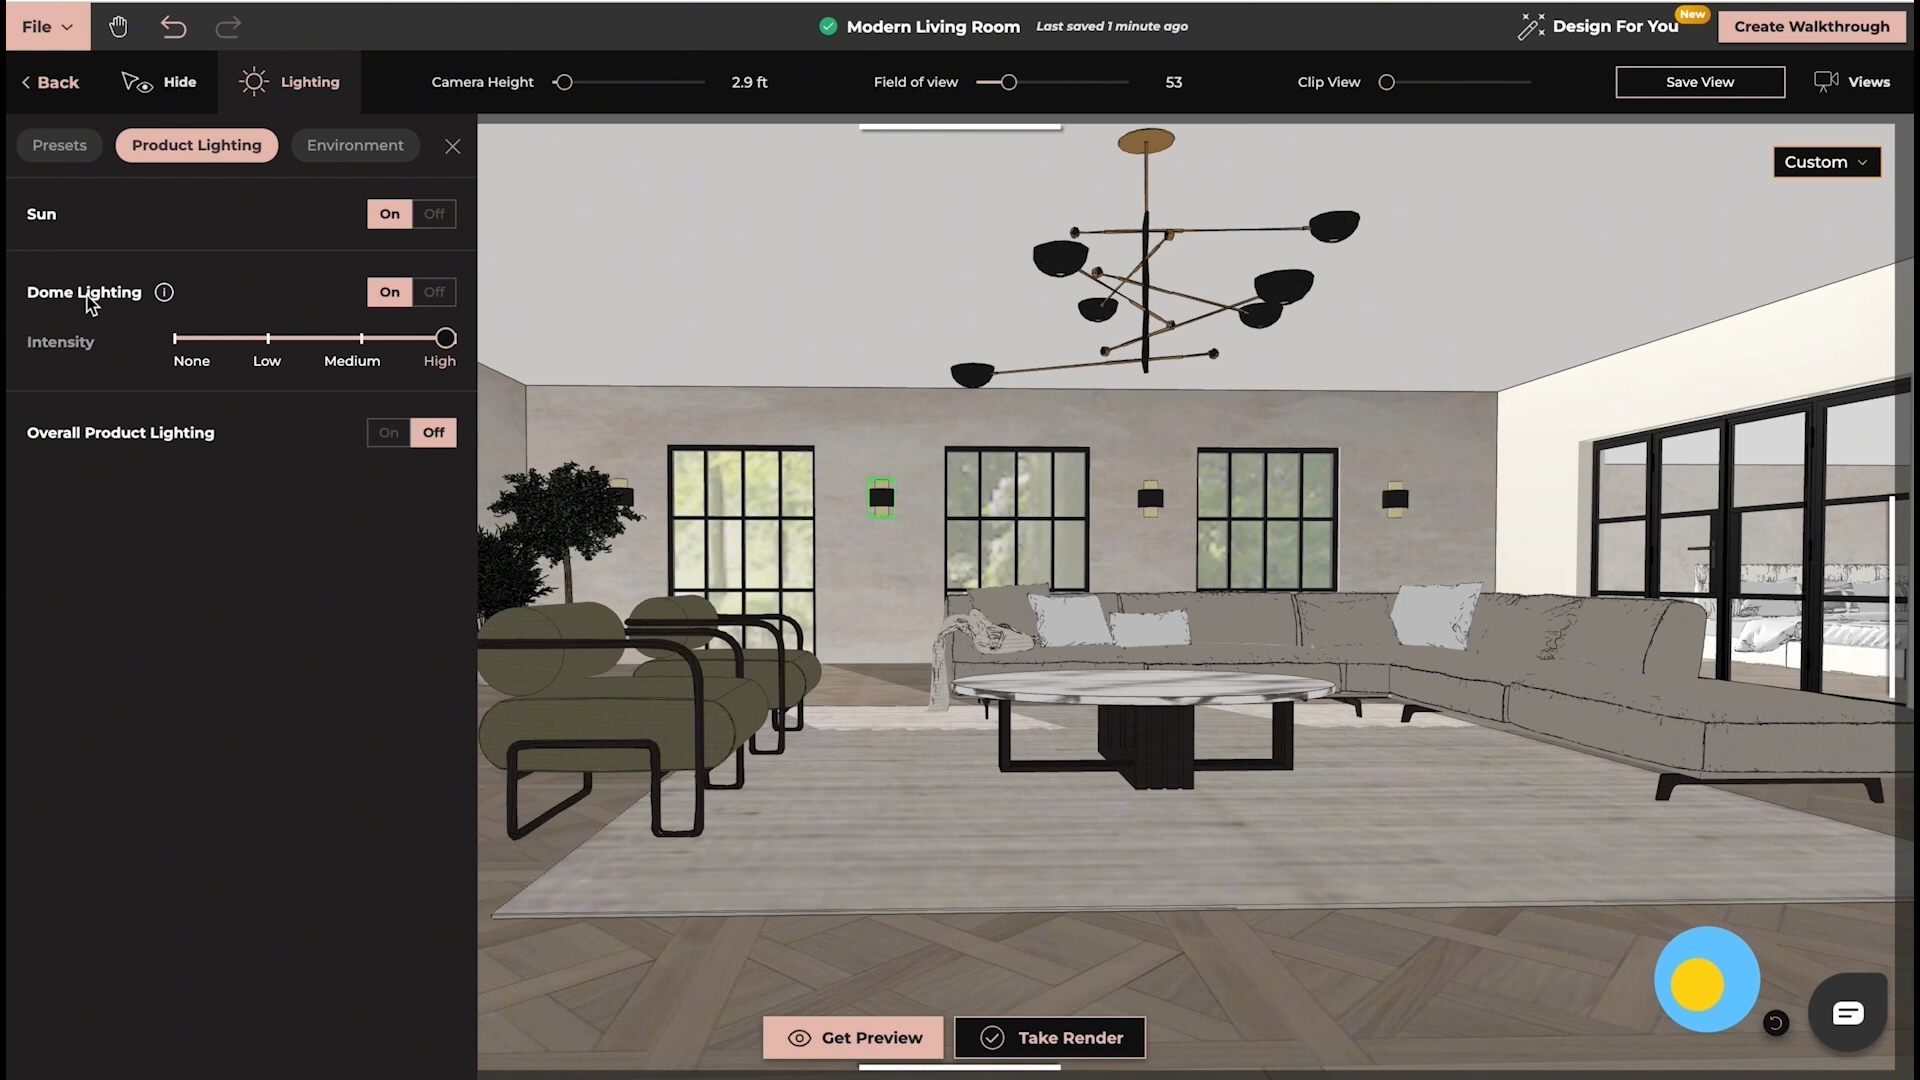 File
Modern Living Room Last saved 1 minute ago
Design For You New
Create Walkthrough
Back
Hide
Lighting
Camera Height 2.9 ft
Field of view 53
Clip View
Save View
Views
Presets
Product Lighting
Environment
Custom
Sun
On Off
Dome Lighting
On Off
Intensity
None Low Medium High
Overall Product Lighting
On Off
Get Preview
Take Render